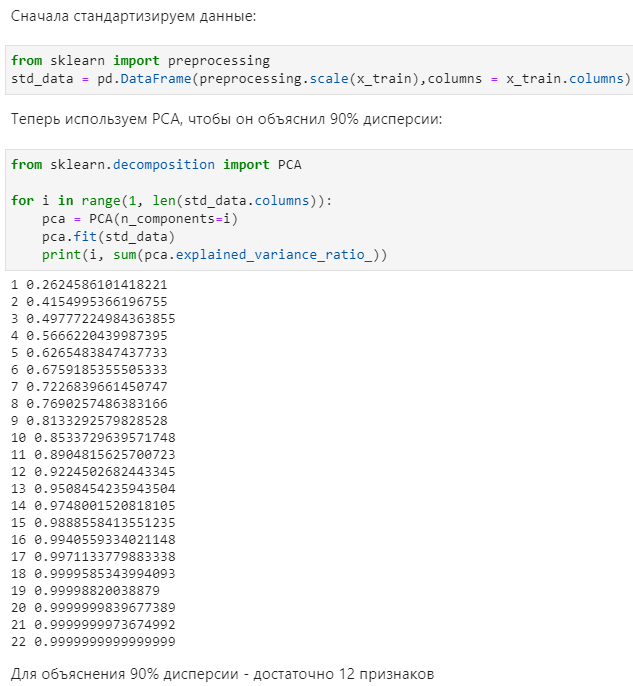 Сначала стандартизируем данные:
from sklearn import preprocessing
std_data = pd.DataFrame(preprocessing.scale(x_train),columns = x_train.columns)
Теперь используем PCA, чтобы он объяснил 90% дисперсии:
from sklearn.decomposition import PCA
for i in range(1, len(std_data.columns)):
    pca = PCA(n_components=i)
    pca.fit(std_data)
    print(i, sum(pca.explained_variance_ratio_))
1 0.2624586101418221
2 0.4154995366196755
3 0.49777224984363855
4 0.5666220439987395
5 0.6265483847437733
6 0.6759185355505333
7 0.7226839661450747
8 0.7690257486383166
9 0.8133292579828528
10 0.8533729639571748
11 0.8904815625700723
12 0.9224502682443345
13 0.9508454235943504
14 0.9748001520818105
15 0.9888558413551235
16 0.9940559334021148
17 0.9971133779883338
18 0.9999585343994093
19 0.99998820038879
20 0.9999999839677389
21 0.9999999973674992
22 0.9999999999999999
Для объяснения 90% дисперсии - достаточно 12 признаков